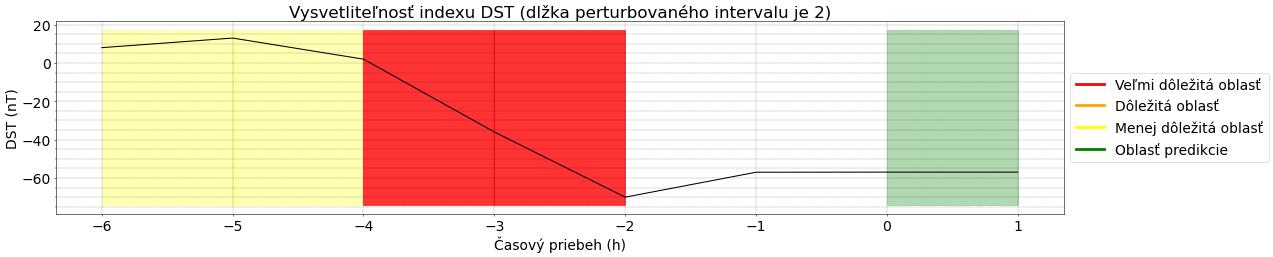 Vysvetliteľnosť indexu DST (dlžka perturbovaného intervalu je 2)
20
0
−20
−40
−60
DST (nT)
−6 −5 −4 −3 −2 −1 0 1
Časový priebeh (h)
Veľmi dôležitá oblasť
Dôležitá oblasť
Menej dôležitá oblasť
Oblasť predikcie